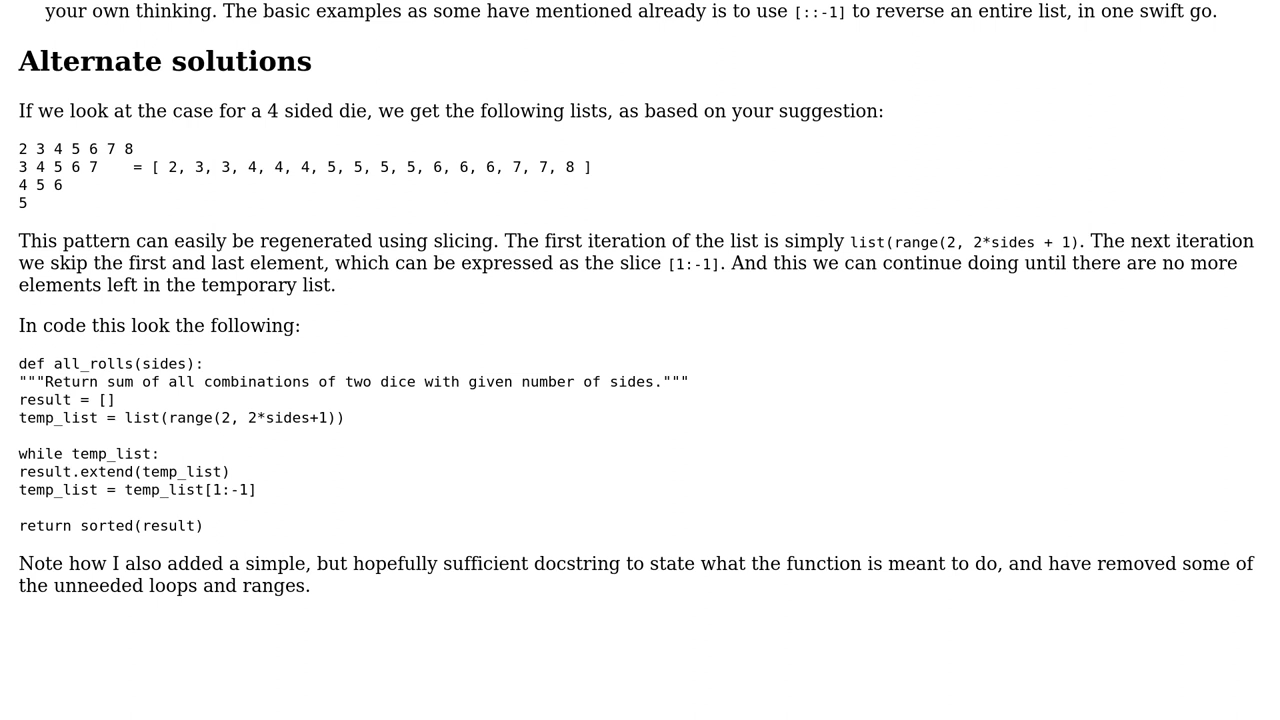 your own thinking. The basic examples as some have mentioned already is to use [::-1] to reverse an entire list, in one swift go.
Alternate solutions
If we look at the case for a 4 sided die, we get the following lists, as based on your suggestion:
2 3 4 5 6 7 8
3 4 5 6 7    = [ 2, 3, 3, 4, 4, 4, 5, 5, 5, 5, 6, 6, 6, 7, 7, 8 ]
4 5 6
5
This pattern can easily be regenerated using slicing. The first iteration of the list is simply list(range(2, 2*sides + 1). The next iteration
we skip the first and last element, which can be expressed as the slice [1:-1]. And this we can continue doing until there are no more
elements left in the temporary list.
In code this look the following:
def all_rolls(sides):
"""Return sum of all combinations of two dice with given number of sides."""
result = []
temp_list = list(range(2, 2*sides+1))
while temp_list:
result.extend(temp_list)
temp_list = temp_list[1:-1]
return sorted(result)
Note how I also added a simple, but hopefully sufficient docstring to state what the function is meant to do, and have removed some of
the unneeded loops and ranges.